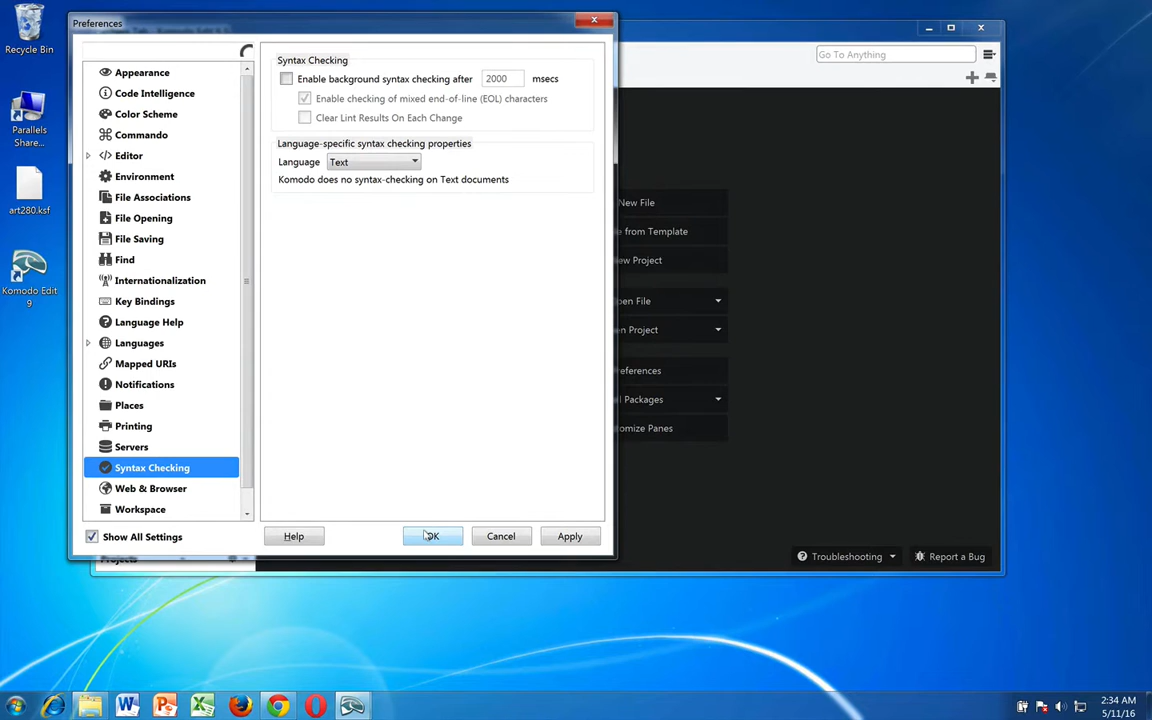 Recycle Bin
Parallels
Share...
art280.ksf
Komodo Edit
9
Preferences
Appearance
Code Intelligence
Color Scheme
Commando
Editor
Environment
File Associations
File Opening
File Saving
Find
Internationalization
Key Bindings
Language Help
Languages
Mapped URIs
Notifications
Places
Printing
Servers
Syntax Checking
Web & Browser
Workspace
Show All Settings
Syntax Checking
Enable background syntax checking after 2000 msecs
Enable checking of mixed end-of-line (EOL) characters
Clear Lint Results On Each Change
Language-specific syntax checking properties
Language Text
Komodo does no syntax-checking on Text documents
Help OK Cancel Apply
Go To Anything
New File
from Template
Project
File
Project
Packages
Panes
Projects
Troubleshooting
Report a Bug
2:34 AM
5/11/16